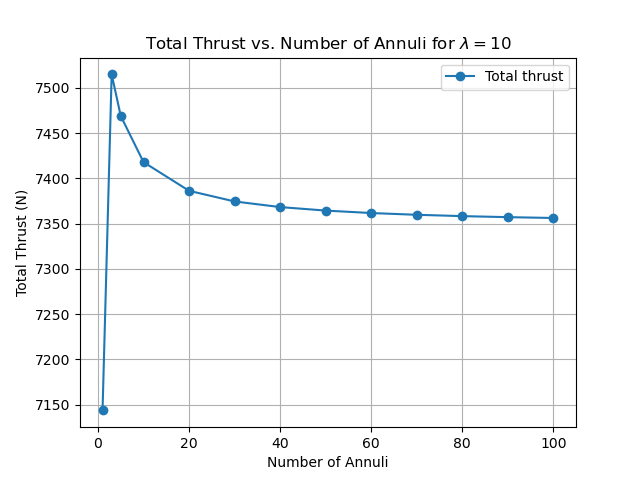 Total Thrust vs. Number of Annuli for λ = 10
Total thrust
Total Thrust (N)
7500
7450
7400
7350
7300
7250
7200
7150
0 20 40 60 80 100
Number of Annuli